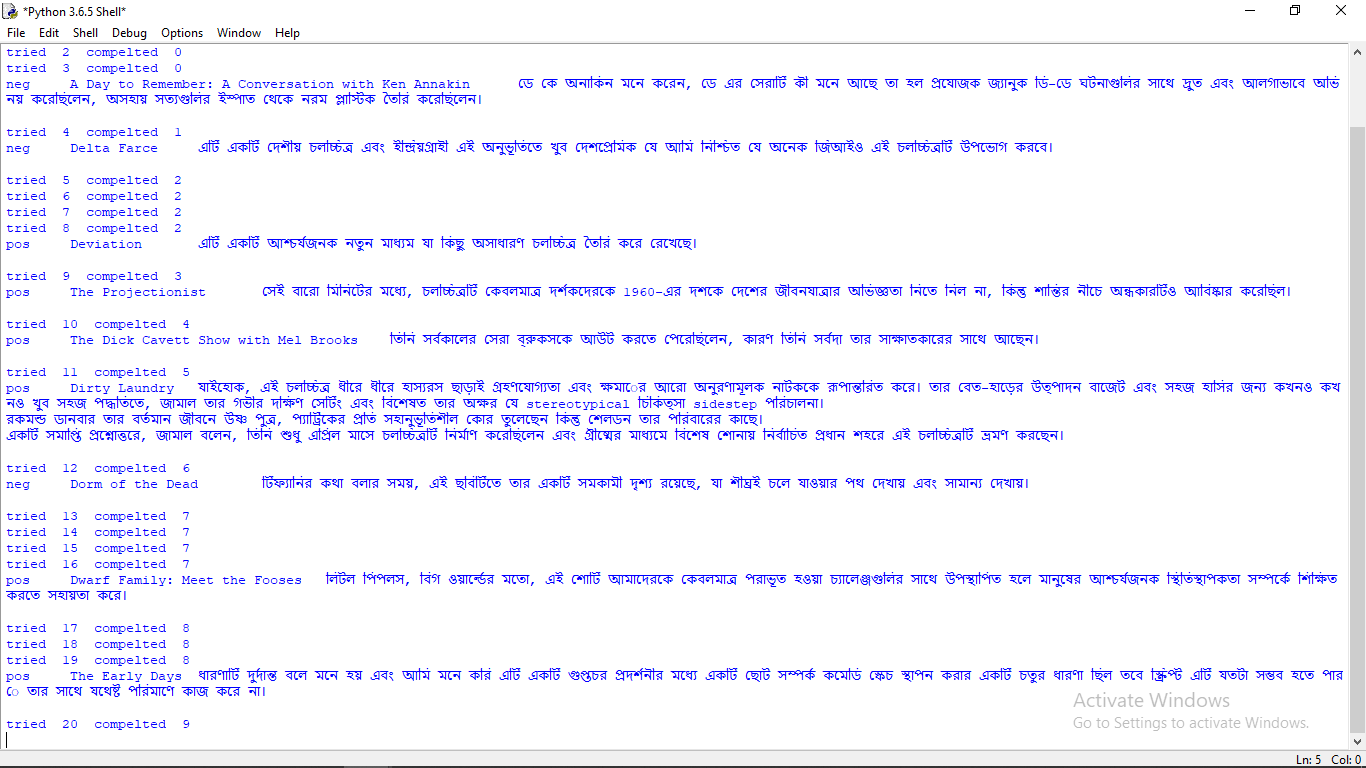 *Python 3.6.5 Shell*
File Edit Shell Debug Options Window Help
tried 2 compelted 0
tried 3 compelted 0
neg A Day to Remember: A Conversation with Ken Annakin ডে কে অনাকিন মনে করেন, ডে এর সেরাটি কী মনে আছে তা হল প্রযোজক জ্যানুক ডি-ডে ঘটনাগুলির সাথে দ্রুত এবং আলগাভাবে অভি
নয় করেছিলেন, অসহায় সত্যগুলির ইস্পাত থেকে নরম প্লাস্টিক তৈরি করেছিলেন।
tried 4 compelted 1
neg Delta Farce এটি একটি দেশীয় চলচ্চিত্র এবং হীন্দ্রিয়গ্রাহী এই অনুভূতিতে খুব দেশপ্রেমিক যে আমি নিশ্চিত যে অনেক জিআইও এই চলচ্চিত্রটি উপভোগ করবে।
tried 5 compelted 2
tried 6 compelted 2
tried 7 compelted 2
tried 8 compelted 2
pos Deviation এটি একটি আশ্চর্যজনক নতুন মাধ্যম যা কিছু অসাধারণ চলচ্চিত্র তৈরি করে রেখেছে।
tried 9 compelted 3
pos The Projectionist সেই বারো মিনিটের মধ্যে, চলচ্চিত্রটি কেবলমাত্র দর্শকদেরকে 1960-এর দশকে দেশের জীবনযাত্রার অভিজ্ঞতা নিতে নিল না, কিন্তু শান্তির নীচে অন্ধকারটিও আবিষ্কার করেছিল।
tried 10 compelted 4
pos The Dick Cavett Show with Mel Brooks তিনি সর্বকালের সেরা ব্রুকসকে আউট করতে পেরেছিলেন, কারণ তিনি সর্বদা তার সাক্ষাতকারের সাথে আছেন।
tried 11 compelted 5
pos Dirty Laundry যাইহোক, এই চলচ্চিত্র ধীরে ধীরে হাস্যরস ছাড়াই গ্রহণযোগ্যতা এবং ক্ষমাের আরো অনুরণামূলক নাটককে রূপান্তরিত করে। তার বেত-হাড়ের উত্পাদন বাজেট এবং সহজ হাসির জন্য কখনও কখ
নও খুব সহজ পদ্ধতিতে, জামাল তার গভীর দক্ষিণ সেটিং এবং বিশেষত তার অক্ষর যে stereotypical চিকিত্সা sidestep পরিচালনা।
রকমন্ড ডানবার তার বর্তমান জীবনে উষ্ণ পুত্র, প্যাট্রিকের প্রতি সহানুভূতিশীল কোর তুলেছেন কিন্তু শেলডন তার পরিবারের কাছে।
একটি সমাপ্তি প্রশ্নোত্তরে, জামাল বলেন, তিনি শুধু এপ্রিল মাসে চলচ্চিত্রটি নির্মাণ করেছিলেন এবং গ্রীষ্মের মাধ্যমে বিশেষ শোনায় নির্বাচিত প্রধান শহরে এই চলচ্চিত্রটি ভ্রমণ করছেন।
tried 12 compelted 6
neg Dorm of the Dead টিফ্যানির কথা বলার সময়, এই ছবিটিতে তার একটি সমকামী দৃশ্য রয়েছে, যা শীঘ্রই চলে যাওয়ার পথ দেখায় এবং সামান্য দেখায়।
tried 13 compelted 7
tried 14 compelted 7
tried 15 compelted 7
tried 16 compelted 7
pos Dwarf Family: Meet the Fooses লিটল পিপলস, বিগ ওয়ার্ল্ডের মতো, এই শোটি আমাদেরকে কেবলমাত্র পরাভূত হওয়া চ্যালেঞ্জগুলির সাথে উপস্থাপিত হলে মানুষের আশ্চর্যজনক স্থিতিস্থাপকতা সম্পর্কে শিক্ষিত
করতে সহায়তা করে।
tried 17 compelted 8
tried 18 compelted 8
tried 19 compelted 8
pos The Early Days ধারণাটি দুর্দান্ত বলে মনে হয় এবং আমি মনে করি এটি একটি গুপ্তচর প্রদর্শনীর মধ্যে একটি ছোট সম্পর্ক কমেডি স্কেচ স্থাপন করার একটি চতুর ধারণা ছিল তবে স্ক্রিপ্ট এটি যতটা সম্ভব হতে পার
ে তার সাথে যথেষ্ট পরিমাণে কাজ করে না।
tried 20 compelted 9
Activate Windows
Go to Settings to activate Windows.
Ln: 5 Col: 0